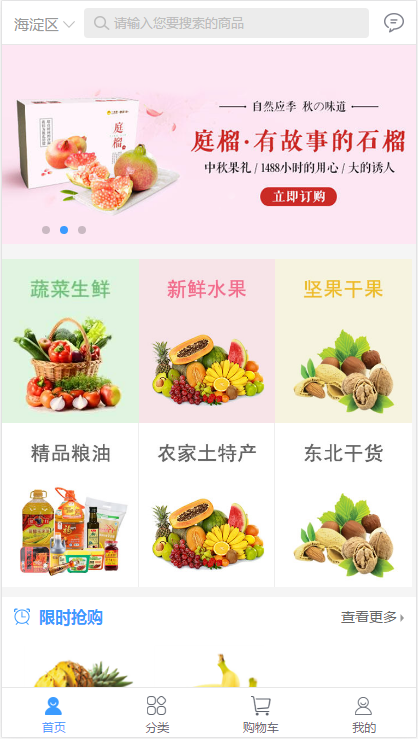 海淀区
请输入您要搜索的商品
自然应季 秋の味道
庭榴·有故事的石榴
中秋果礼 / 1488小时的用心 / 大的诱人
立即订购
庭榴
蔬菜生鲜 新鲜水果 坚果干果
精品粮油 农家土特产 东北干货
限时抢购 查看更多
首页 分类 购物车 我的